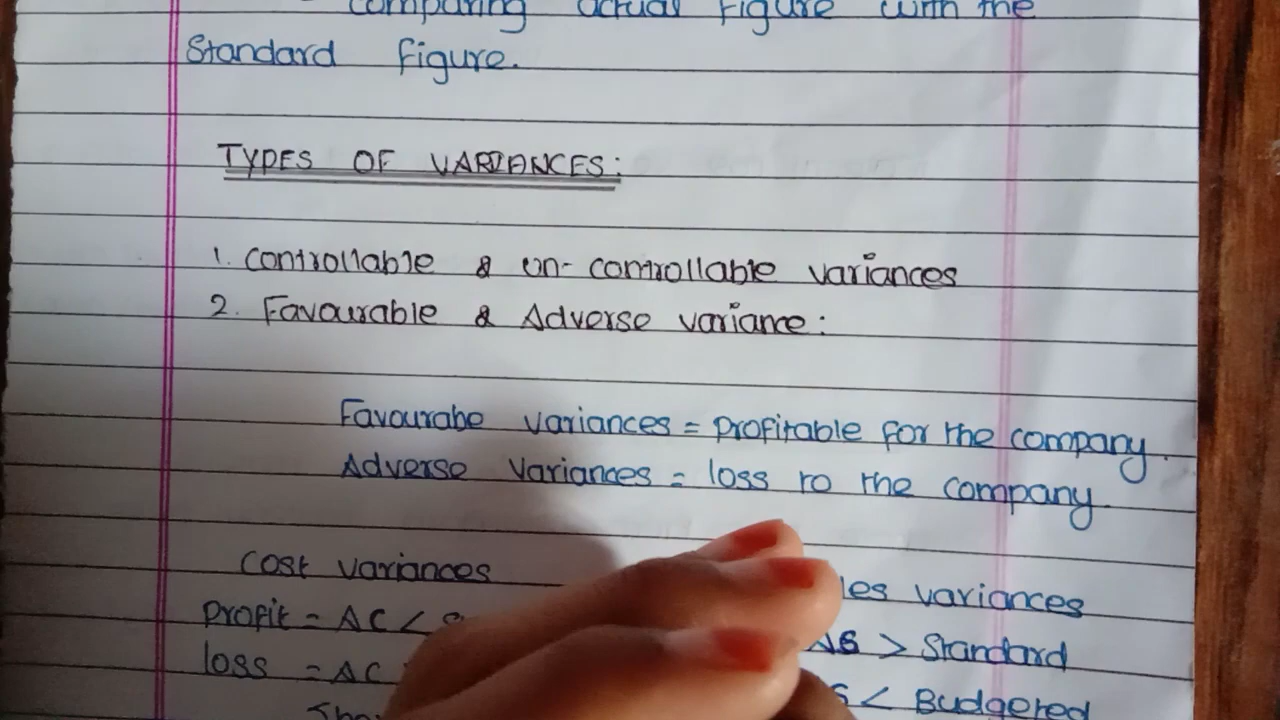 comparing actual Figure with the
Standard Figure.
TYPES OF VARIANCES:
1. Controllable & un-controllable variances
2. Favourable & Adverse variance:
Favourabe variances = Profitable for the company.
Adverse variances = loss to the company
Cost variances
variances
Profit = AC <
> Standard
loss = AC
< Budgeted